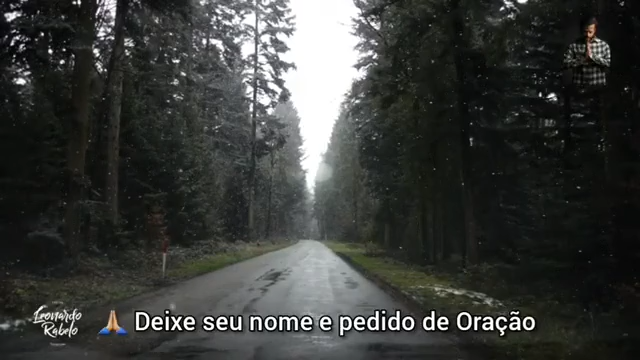 Leonardo
Rabelo
🙏🏽 Deixe seu nome e pedido de Oração